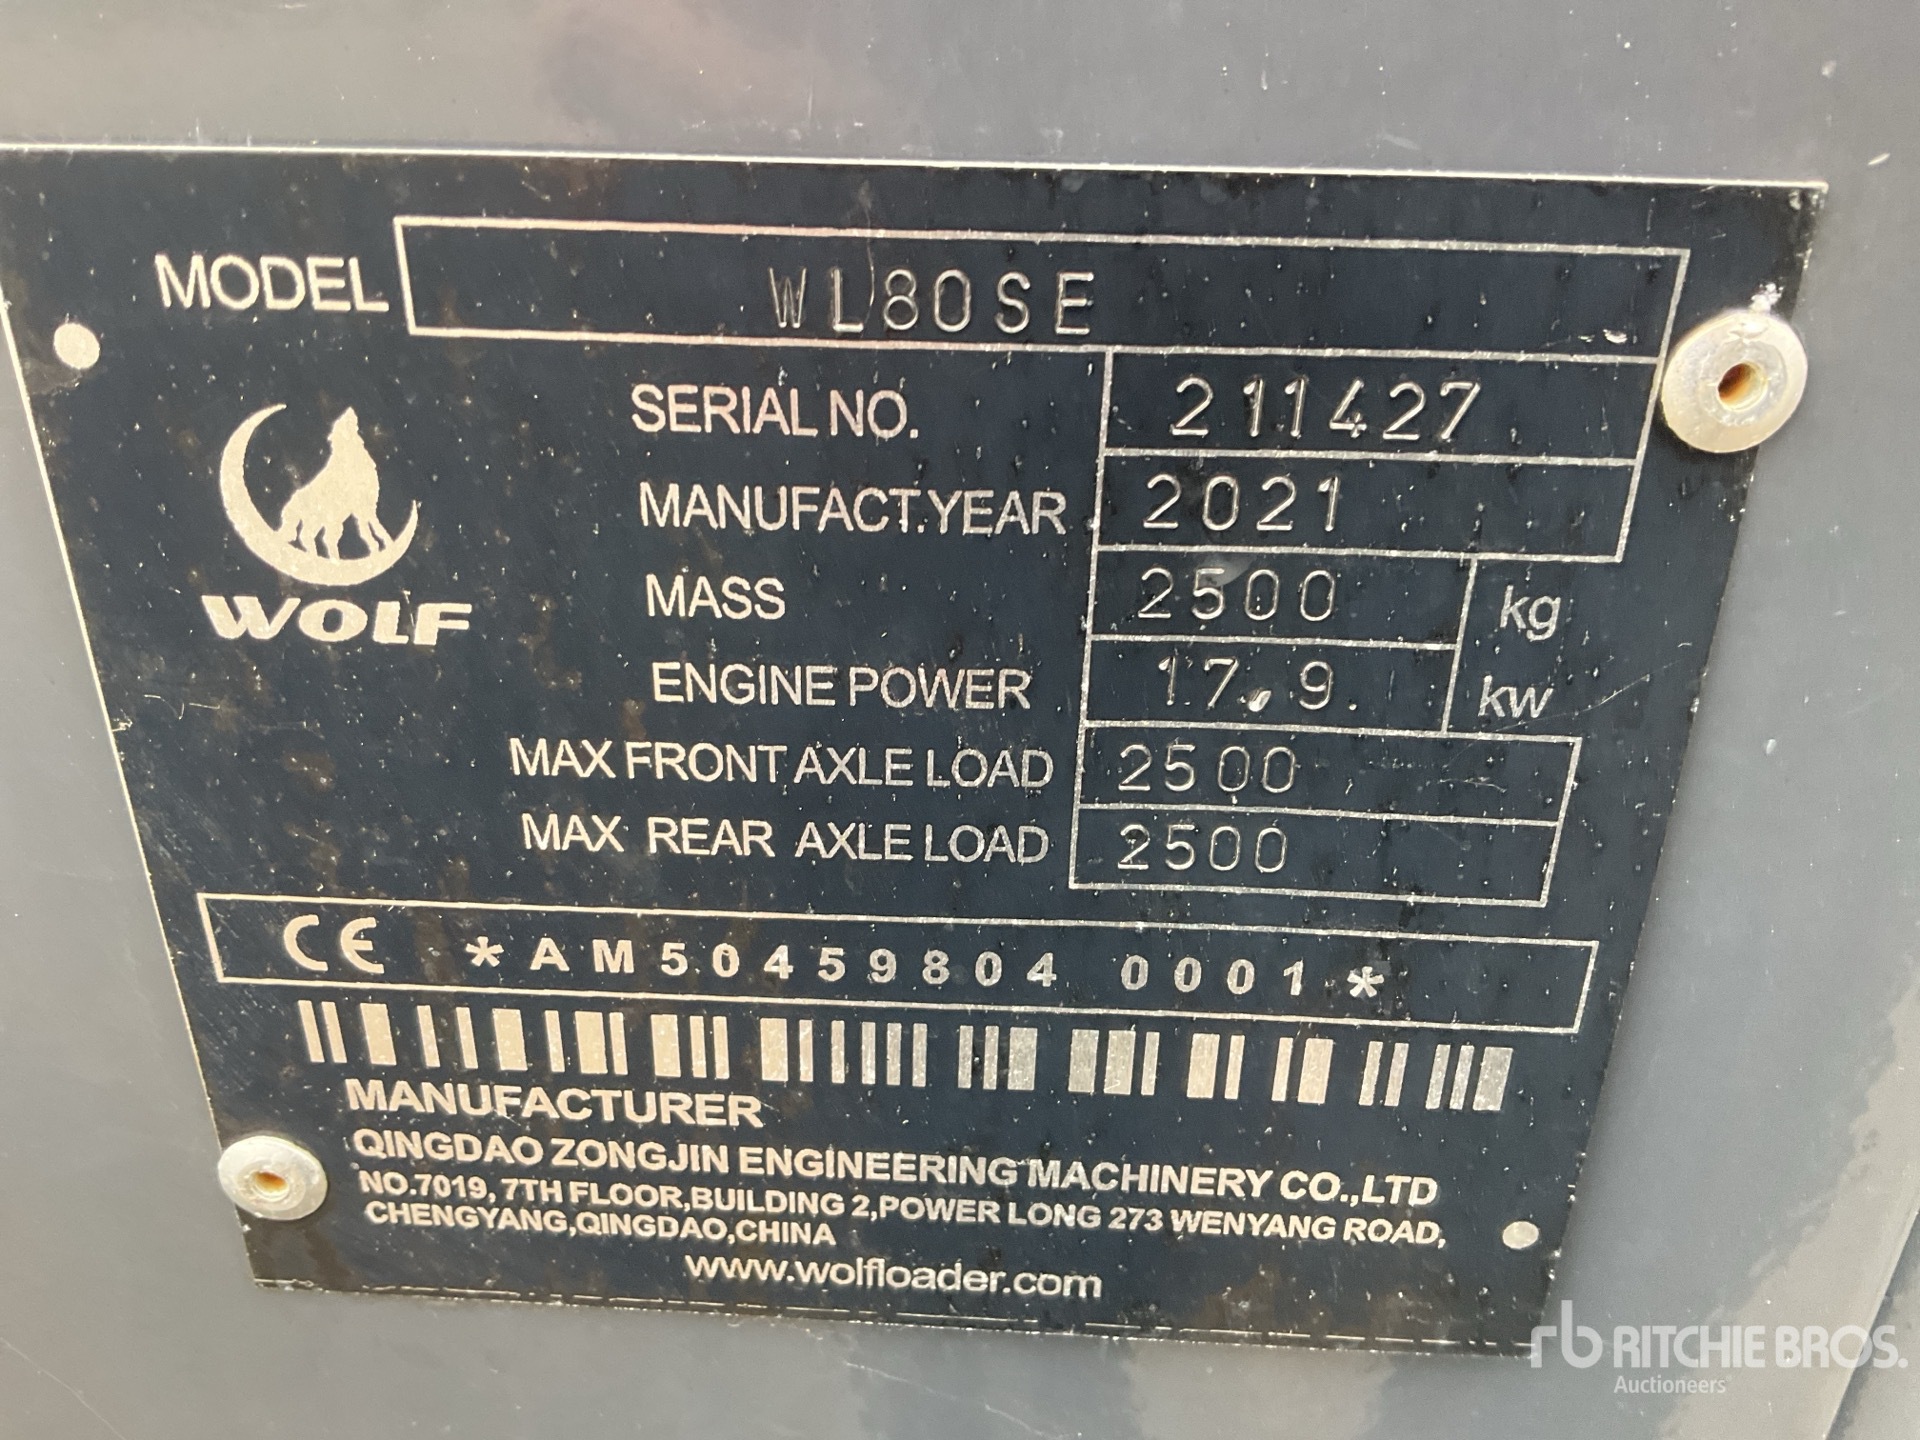 MODEL WL80SE
SERIAL NO. 211427
MANUFACT.YEAR 2021
MASS 2500 kg
ENGINE POWER 17.9. kw
MAX FRONT AXLE LOAD 2500
MAX REAR AXLE LOAD 2500
WOLF
CE *AM50459804 0001*
MANUFACTURER
QINGDAO ZONGJIN ENGINEERING MACHINERY CO.,LTD
NO.7019, 7TH FLOOR,BUILDING 2,POWER LONG 273 WENYANG ROAD,
CHENGYANG,QINGDAO,CHINA
www.wolfloader.com
rb RITCHIE BROS.
Auctioneers